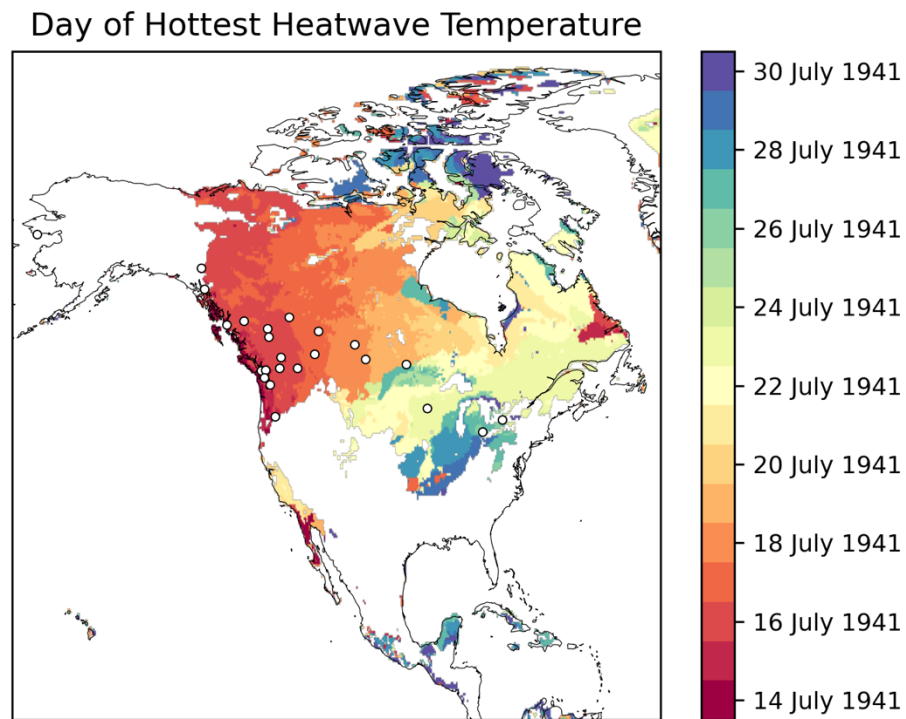 Day of Hottest Heatwave Temperature
30 July 1941
28 July 1941
26 July 1941
24 July 1941
22 July 1941
20 July 1941
18 July 1941
16 July 1941
14 July 1941